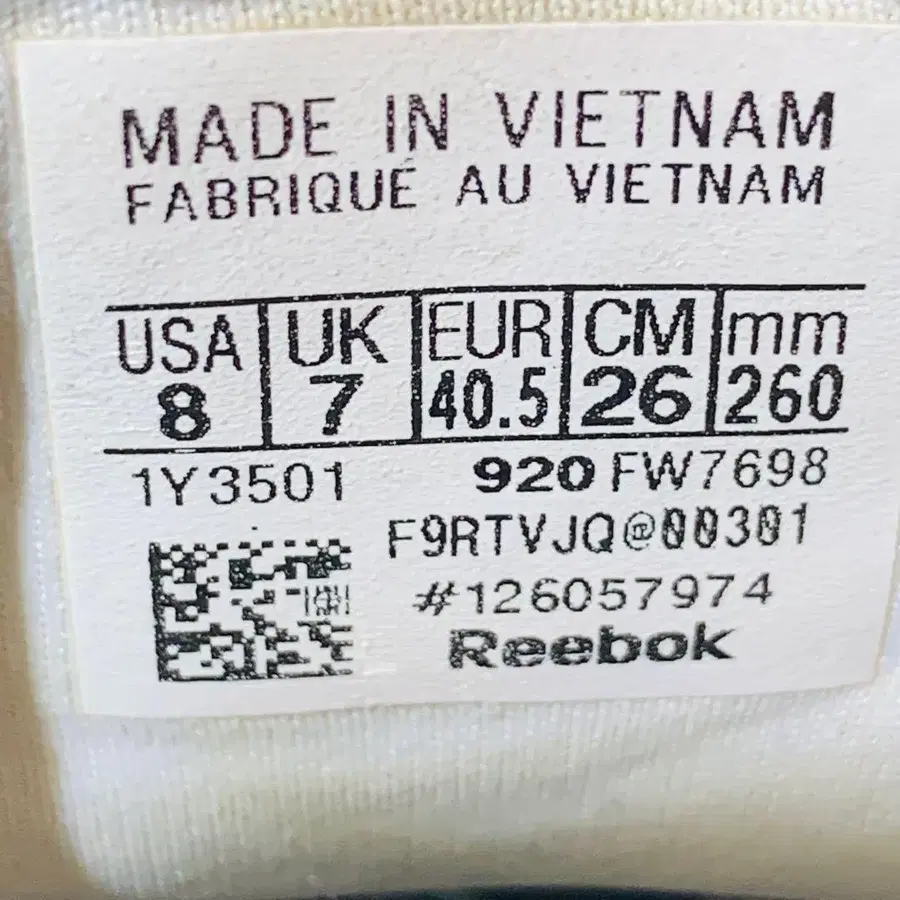 MADE IN VIETNAM
FABRIQUÉ AU VIETNAM
USA UK EUR CM mm
8 7 40.5 26 260
1Y3501 920 FW7698
F9RTVJQ@00301
#126057974
Reebok